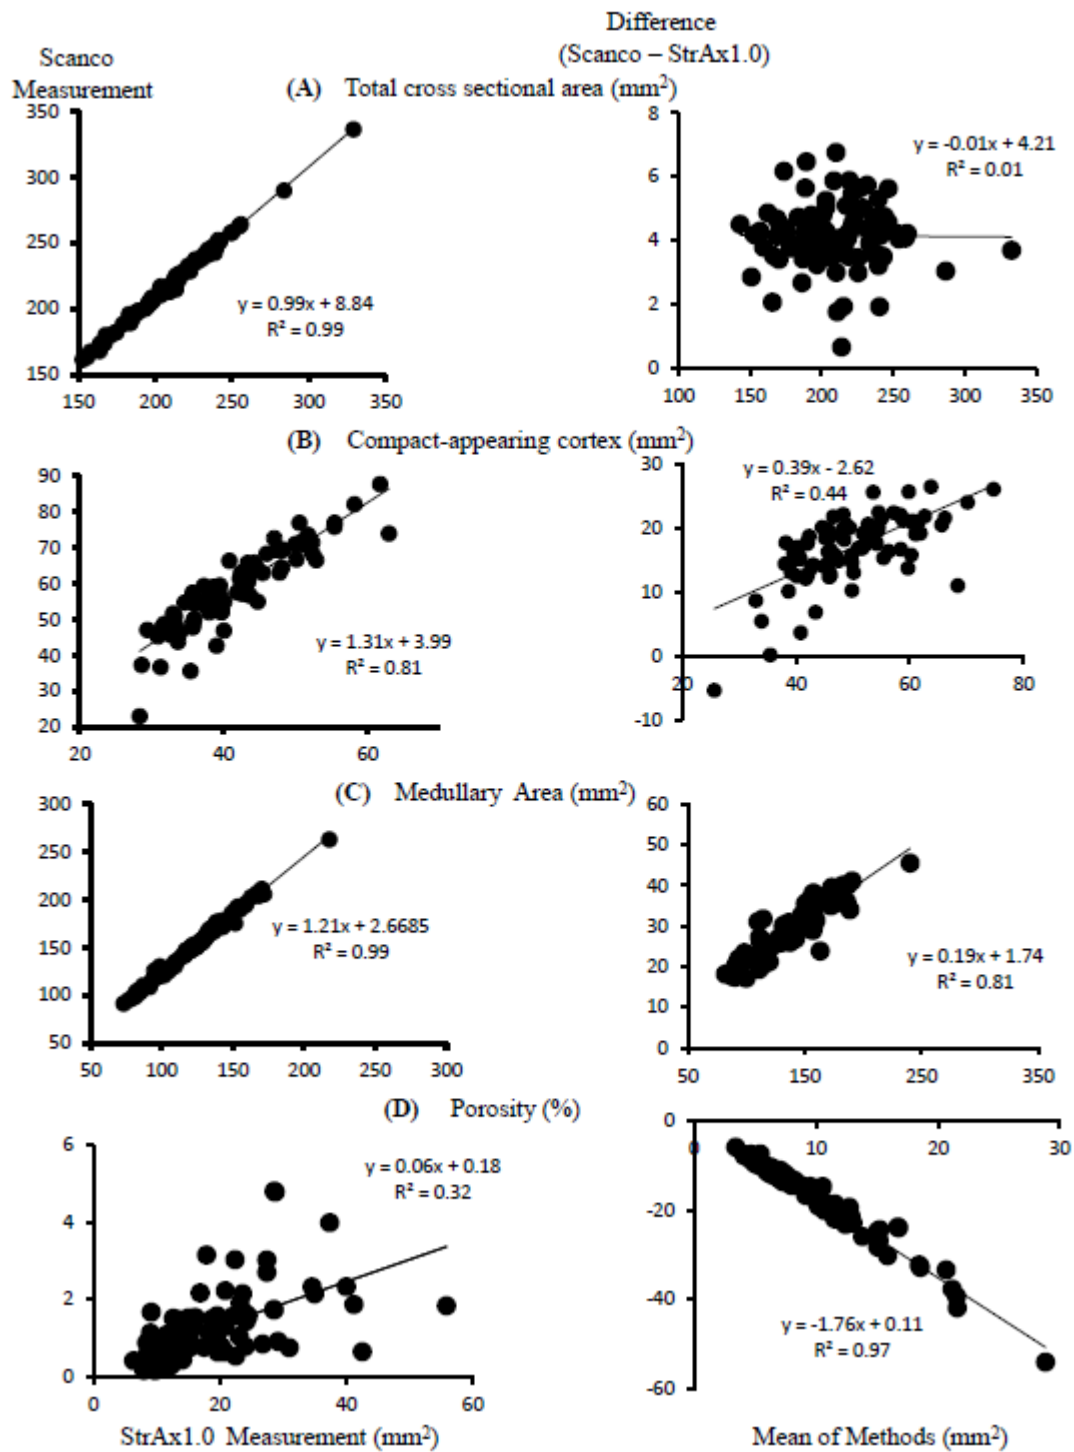 Difference
(Scanco – StrAx1.0)
Scanco
Measurement
(A) Total cross sectional area (mm²)
350
300
250
200
150
150 200 250 300 350
y = 0.99x + 8.84
R² = 0.99
8
6
4
2
0
100 150 200 250 300 350
y = -0.01x + 4.21
R² = 0.01
(B) Compact-appearing cortex (mm²)
90
80
70
60
50
40
30
20
20 40 60
y = 1.31x + 3.99
R² = 0.81
30
20
10
0
-10
20 40 60 80
y = 0.39x - 2.62
R² = 0.44
(C) Medullary Area (mm²)
300
250
200
150
100
50
50 100 150 200 250 300
y = 1.21x + 2.6685
R² = 0.99
60
50
40
30
20
10
0
50 150 250 350
y = 0.19x + 1.74
R² = 0.81
(D) Porosity (%)
6
4
2
0
0 20 40 60
y = 0.06x + 0.18
R² = 0.32
0
-20
-40
-60
0 10 20 30
y = -1.76x + 0.11
R² = 0.97
StrAx1.0 Measurement (mm²)
Mean of Methods (mm²)